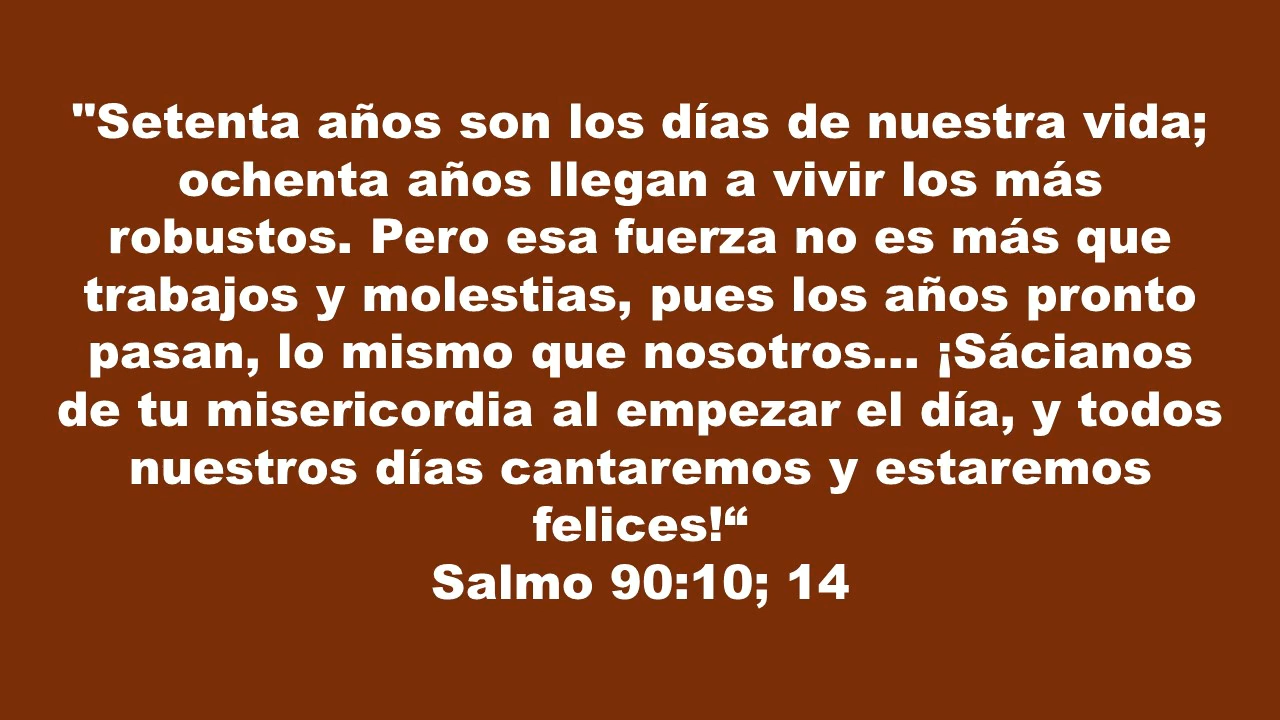 "Setenta años son los días de nuestra vida;
ochenta años llegan a vivir los más
robustos. Pero esa fuerza no es más que
trabajos y molestias, pues los años pronto
pasan, lo mismo que nosotros... ¡Sácianos
de tu misericordia al empezar el día, y todos
nuestros días cantaremos y estaremos
felices!“
Salmo 90:10; 14